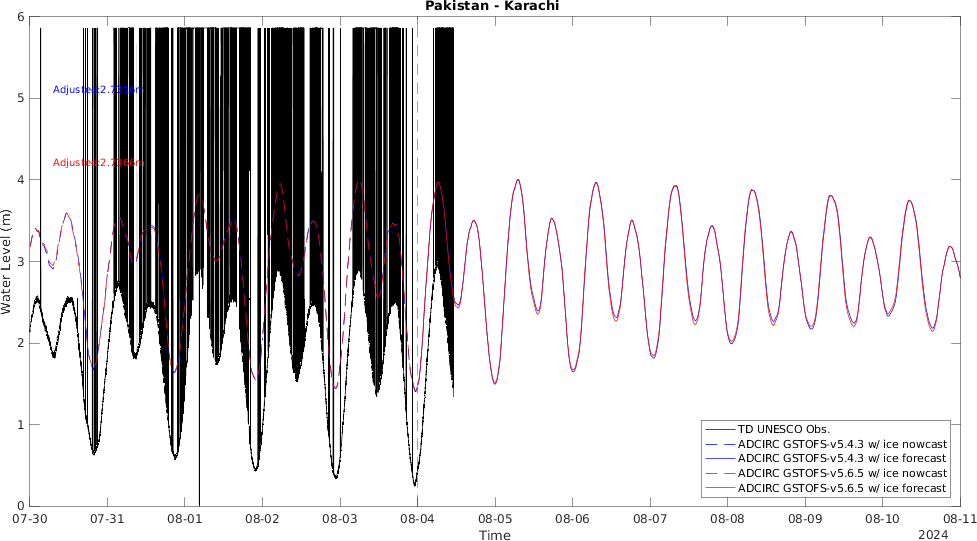 Pakistan - Karachi
6
5
4
3
2
1
0
Water Level (m)
07-30 07-31 08-01 08-02 08-03 08-04 08-05 08-06 08-07 08-08 08-09 08-10 08-11
Time
2024
TD UNESCO Obs.
ADCIRC GSTOFS-v5.4.3 w/ ice nowcast
ADCIRC GSTOFS-v5.4.3 w/ ice forecast
ADCIRC GSTOFS-v5.6.5 w/ ice nowcast
ADCIRC GSTOFS-v5.6.5 w/ ice forecast